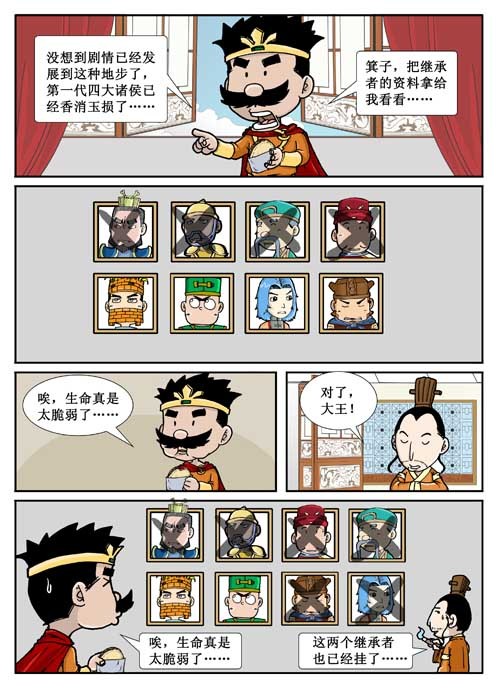 没想到剧情已经发
展到这种地步了，
第一代四大诸侯已
经香消玉损了……
箕子，把继承
者的资料拿给
我看看……
唉，生命真是
太脆弱了……
对了，
大王！
唉，生命真是
太脆弱了……
这两个继承者
也已经挂了……